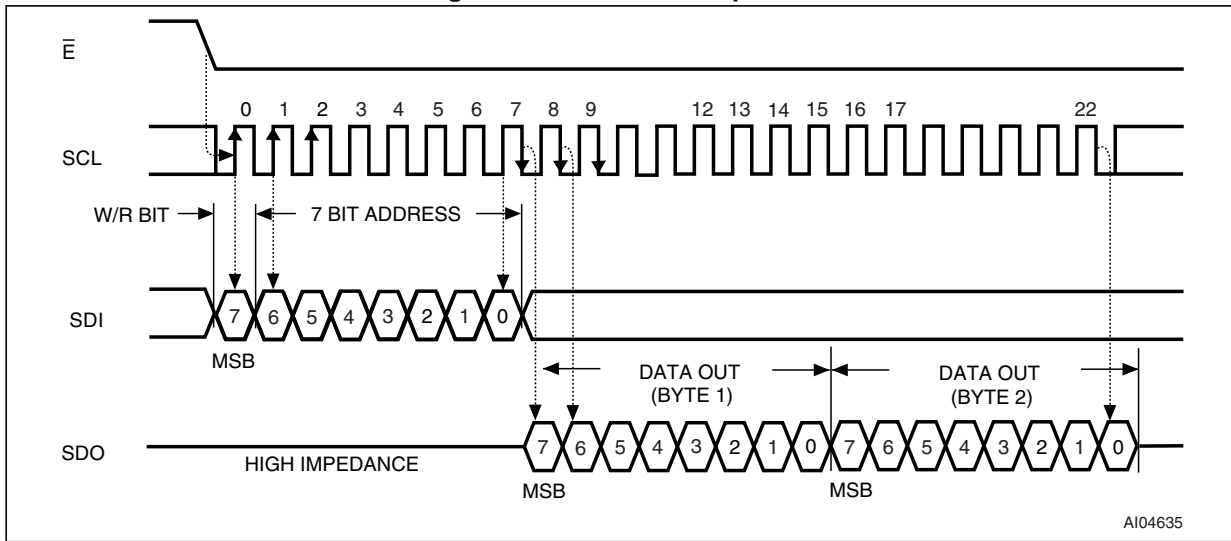 E̅
0 1 2 3 4 5 6 7 8 9 12 13 14 15 16 17 22
SCL
W/R BIT
7 BIT ADDRESS
SDI
7 6 5 4 3 2 1 0
MSB
DATA OUT
(BYTE 1)
DATA OUT
(BYTE 2)
SDO
HIGH IMPEDANCE
7 6 5 4 3 2 1 0 7 6 5 4 3 2 1 0
MSB
MSB
AI04635